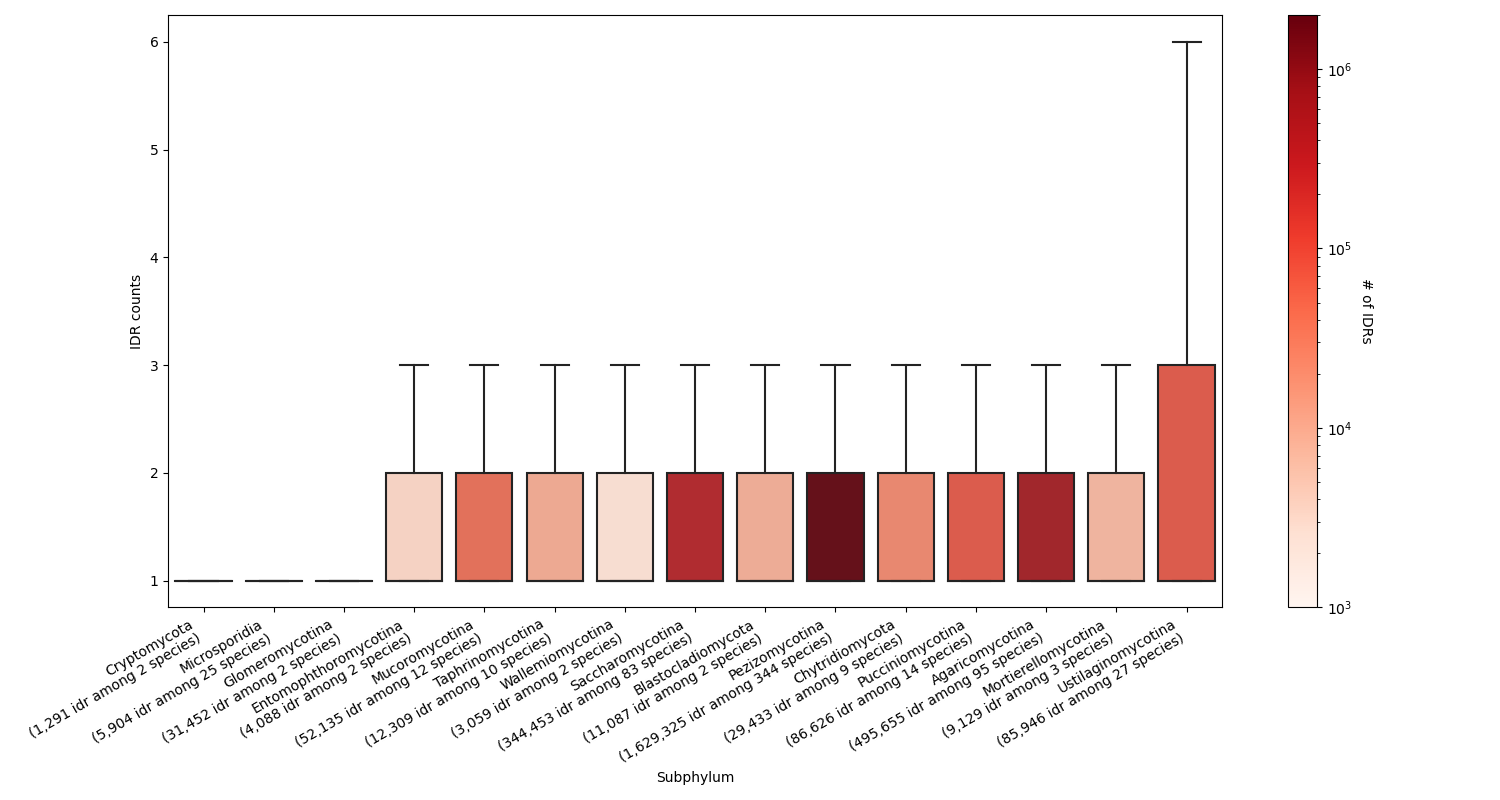 6
5
4
3
2
1
IDR counts
Cryptomycota
(1,291 idr among 2 species)
Microsporidia
(5,904 idr among 25 species)
Glomeromycotina
(31,452 idr among 2 species)
Entomophthoromycotina
(4,088 idr among 2 species)
Mucoromycotina
(52,135 idr among 12 species)
Taphrinomycotina
(12,309 idr among 10 species)
Wallemiomycotina
(3,059 idr among 2 species)
Saccharomycotina
(344,453 idr among 83 species)
Blastocladiomycota
(11,087 idr among 2 species)
Pezizomycotina
(1,629,325 idr among 344 species)
Chytridiomycota
(29,433 idr among 9 species)
Pucciniomycotina
(86,626 idr among 14 species)
Agaricomycotina
(495,655 idr among 95 species)
Mortierellomycotina
(9,129 idr among 3 species)
Ustilaginomycotina
(85,946 idr among 27 species)
Subphylum
10⁶
10⁵
10⁴
10³
# of IDRs